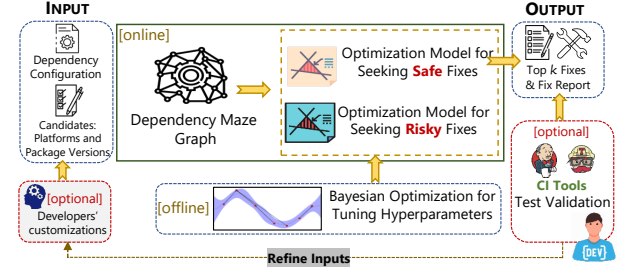 INPUT
Dependency
Configuration
Candidates:
Platforms and
Package Versions
[optional]
Developers'
customizations
[online]
Dependency Maze
Graph
Optimization Model for
Seeking Safe Fixes
Optimization Model for
Seeking Risky Fixes
[offline]
Bayesian Optimization for
Tuning Hyperparameters
OUTPUT
Top k Fixes
& Fix Report
[optional]
CI Tools
Test Validation
{DEV}
Refine Inputs